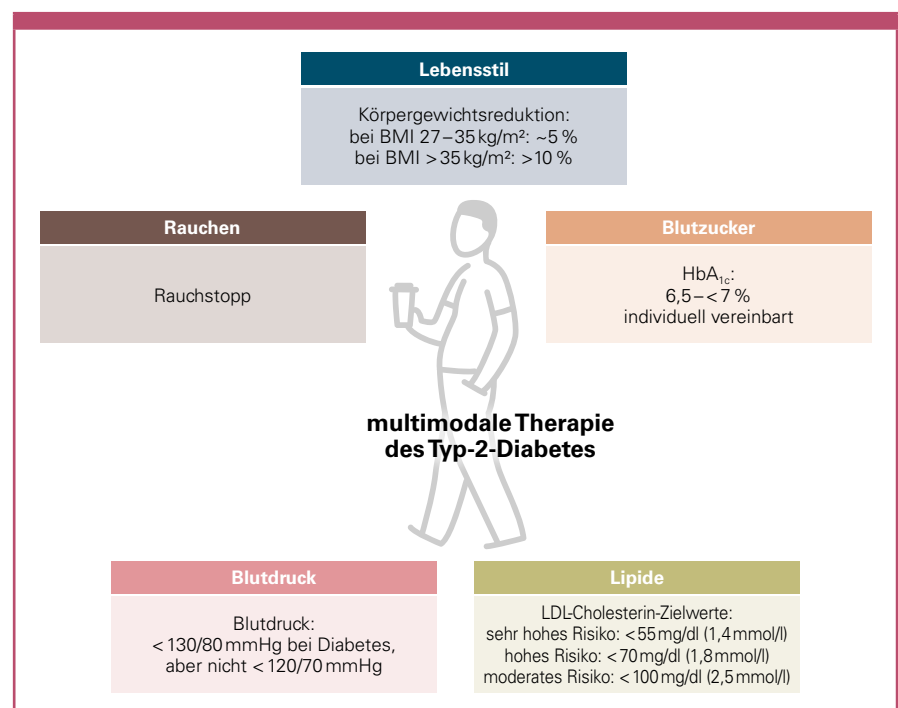 Lebensstil
Körpergewichtsreduktion:
bei BMI 27–35 kg/m²: ~5 %
bei BMI >35 kg/m²: >10 %
Rauchen
Rauchstopp
Blutzucker
HbA₁c:
6,5–<7 %
individuell vereinbart
multimodale Therapie
des Typ-2-Diabetes
Blutdruck
Blutdruck:
<130/80 mmHg bei Diabetes,
aber nicht <120/70 mmHg
Lipide
LDL-Cholesterin-Zielwerte:
sehr hohes Risiko: <55 mg/dl (1,4 mmol/l)
hohes Risiko: <70 mg/dl (1,8 mmol/l)
moderates Risiko: <100 mg/dl (2,5 mmol/l)